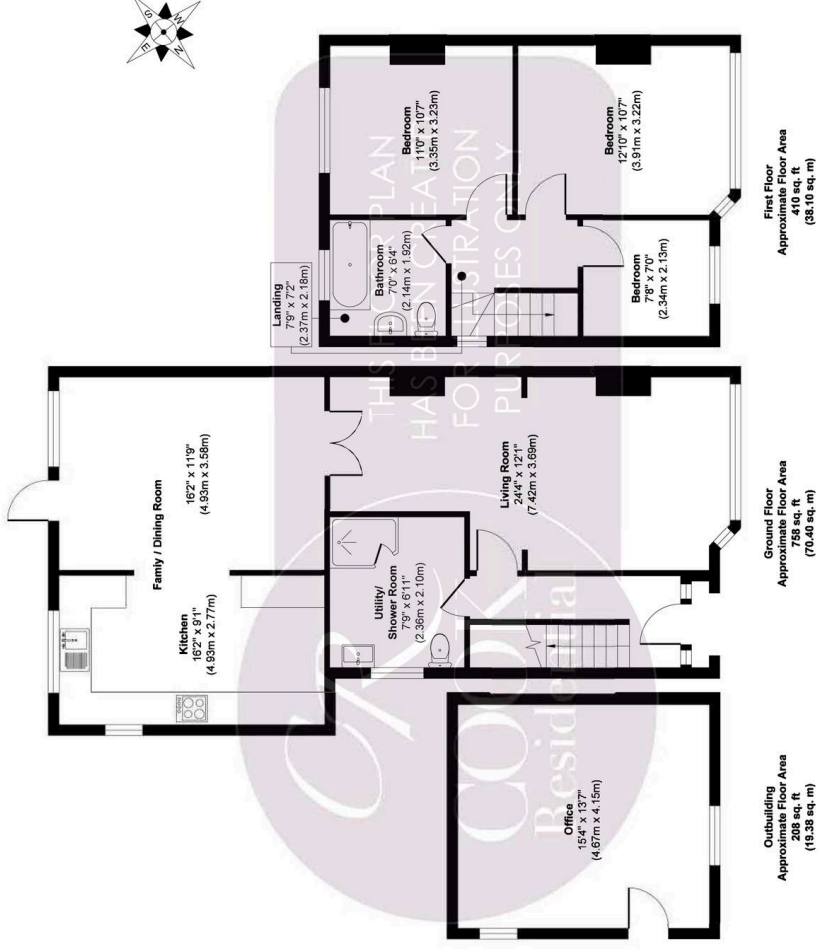 S
W
E
N
Landing
7'9" x 7'2"
(2.37m x 2.18m)
Bedroom
11'0" x 10'7"
(3.35m x 3.23m)
Bedroom
12'10" x 10'7"
(3.91m x 3.22m)
Bathroom
7'0" x 6'4"
(2.14m x 1.92m)
Bedroom
7'8" x 7'0"
(2.34m x 2.13m)
First Floor
Approximate Floor Area
410 sq. ft
(38.10 sq. m)
Family / Dining Room
16'2" x 11'9"
(4.93m x 3.58m)
Kitchen
16'2" x 9'1"
(4.93m x 2.77m)
Living Room
24'4" x 12'1"
(7.42m x 3.69m)
Utility/
Shower Room
7'9" x 6'11"
(2.36m x 2.10m)
Ground Floor
Approximate Floor Area
758 sq. ft
(70.40 sq. m)
Office
15'4" x 13'7"
(4.67m x 4.15m)
Outbuilding
Approximate Floor Area
208 sq. ft
(19.38 sq. m)
THIS FLOOR PLAN
HAS BEEN CREATED
FOR ILLUSTRATION
PURPOSES ONLY
CR
COOK
Residential